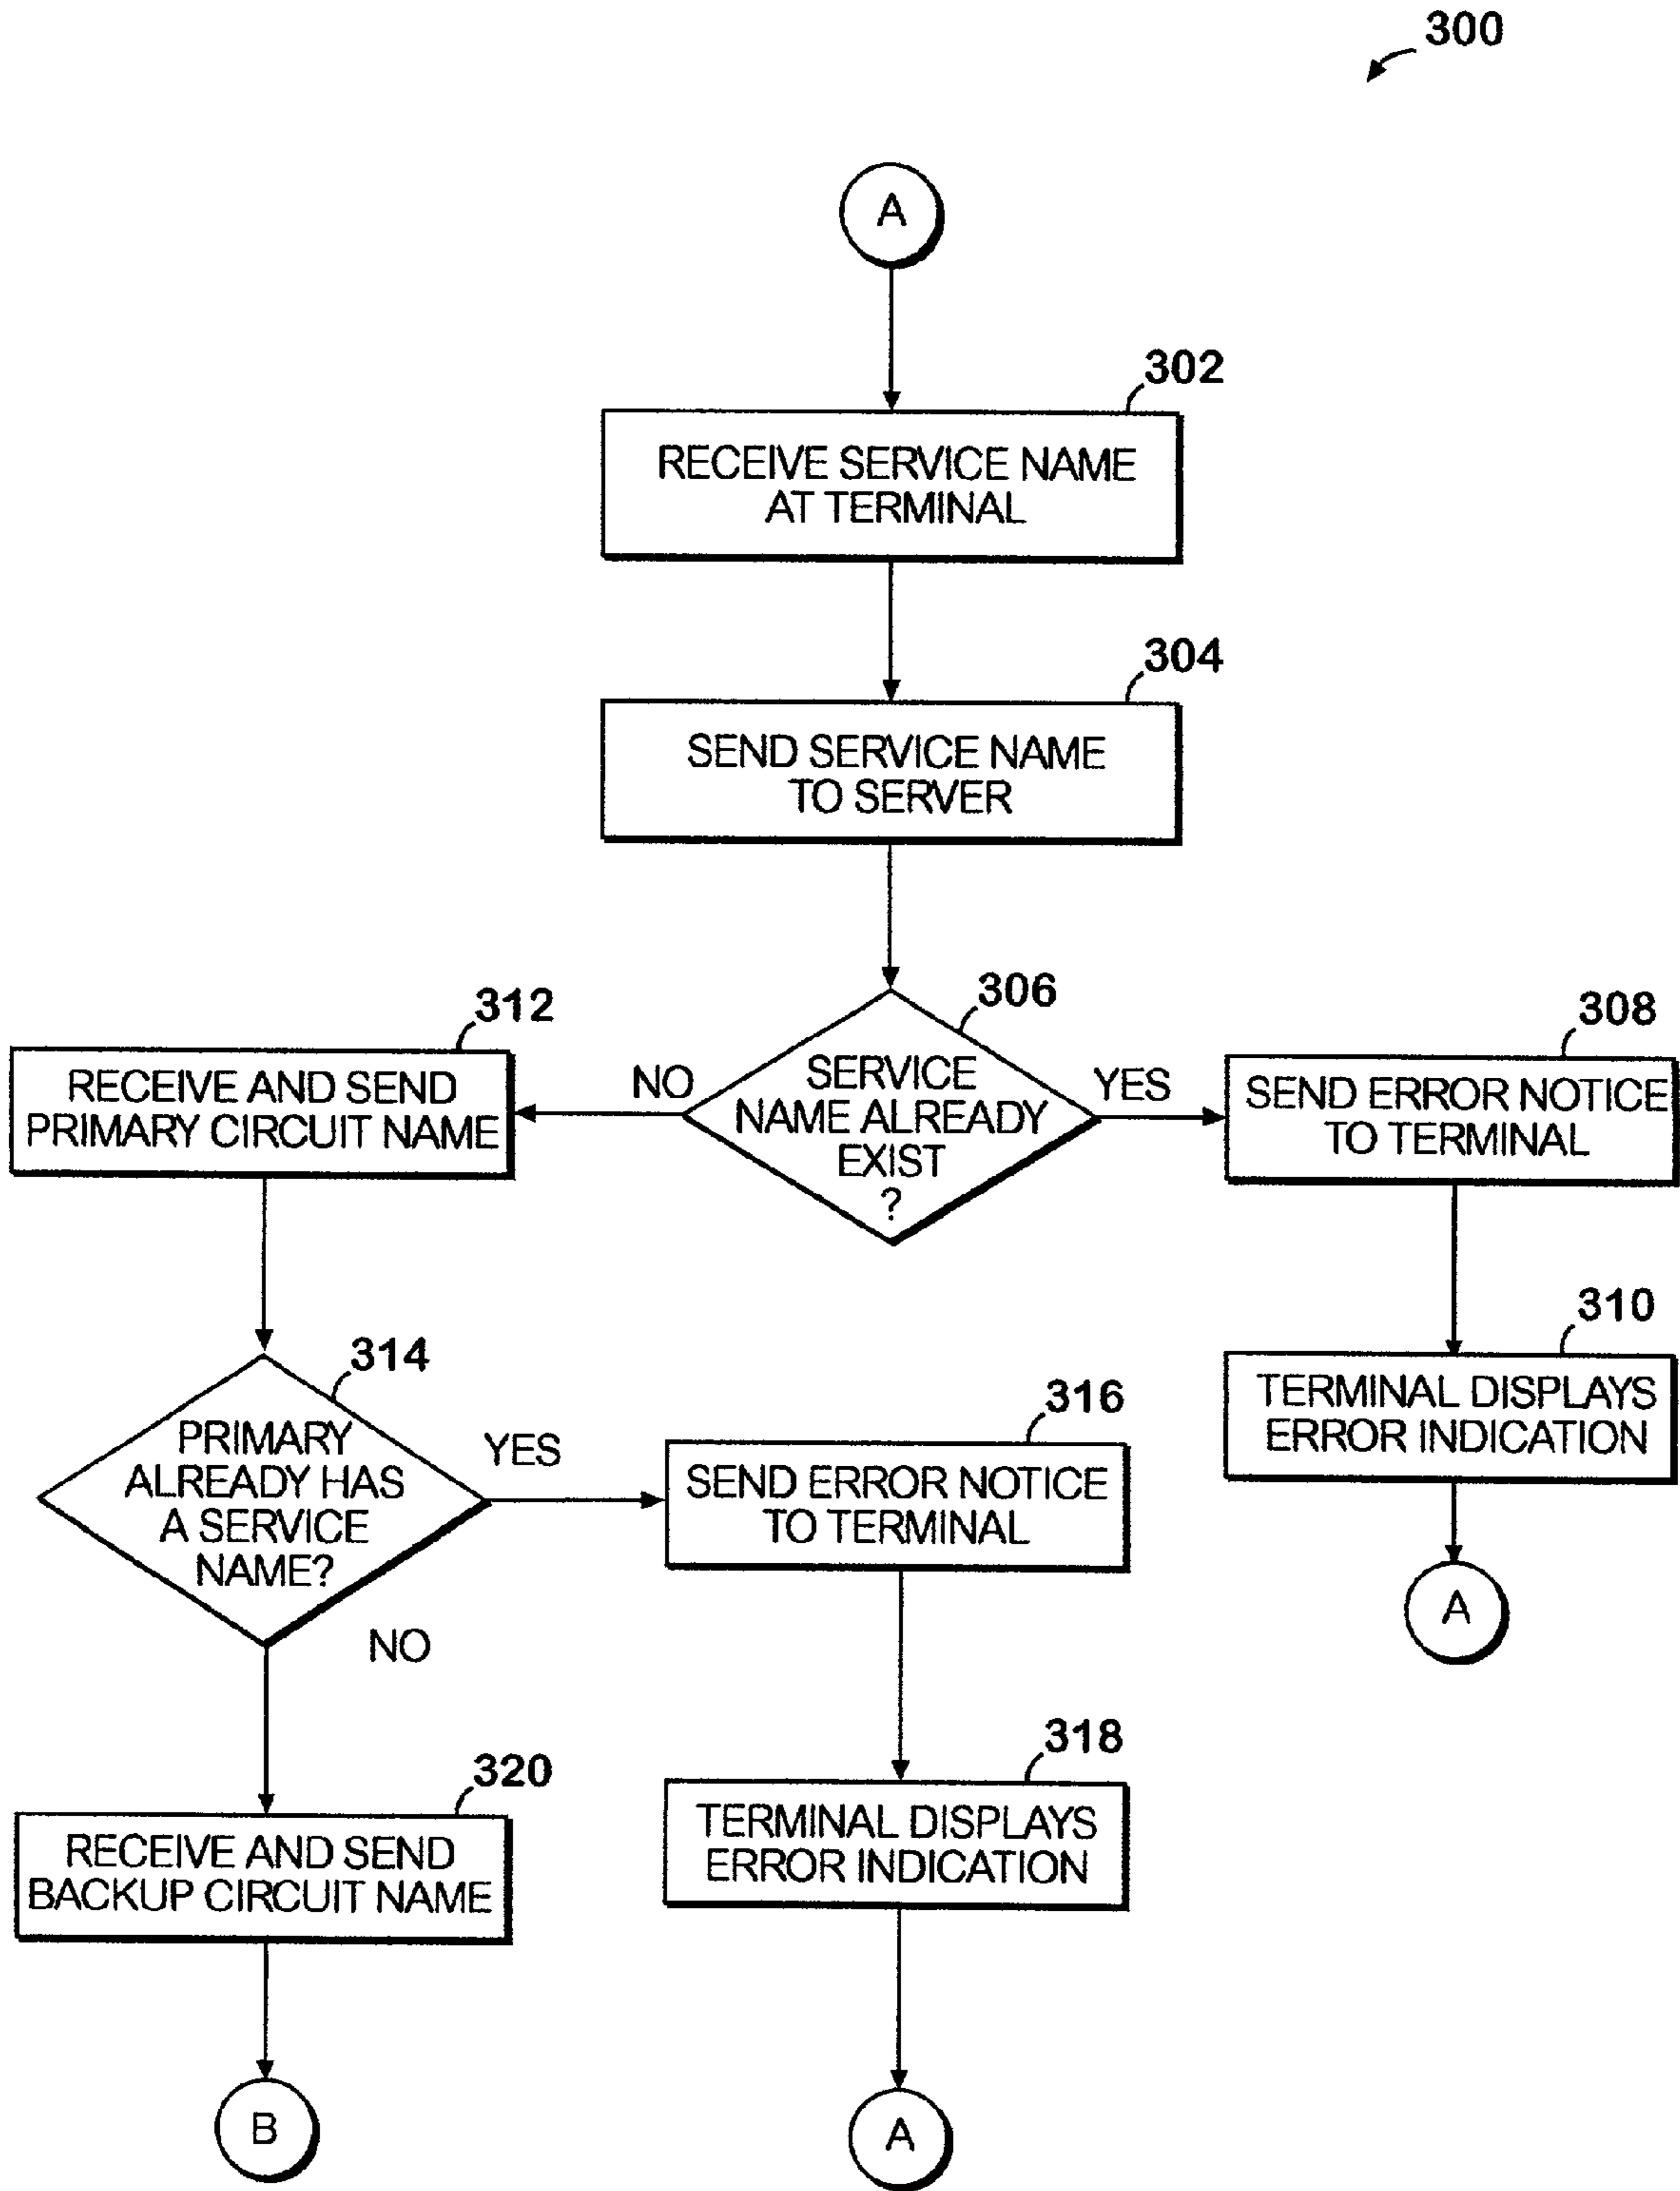 300
A
302
RECEIVE SERVICE NAME
AT TERMINAL
304
SEND SERVICE NAME
TO SERVER
306
SERVICE
NAME ALREADY
EXIST
?
NO
YES
312
RECEIVE AND SEND
PRIMARY CIRCUIT NAME
308
SEND ERROR NOTICE
TO TERMINAL
310
TERMINAL DISPLAYS
ERROR INDICATION
A
314
PRIMARY
ALREADY HAS
A SERVICE
NAME?
YES
NO
316
SEND ERROR NOTICE
TO TERMINAL
318
TERMINAL DISPLAYS
ERROR INDICATION
A
320
RECEIVE AND SEND
BACKUP CIRCUIT NAME
B